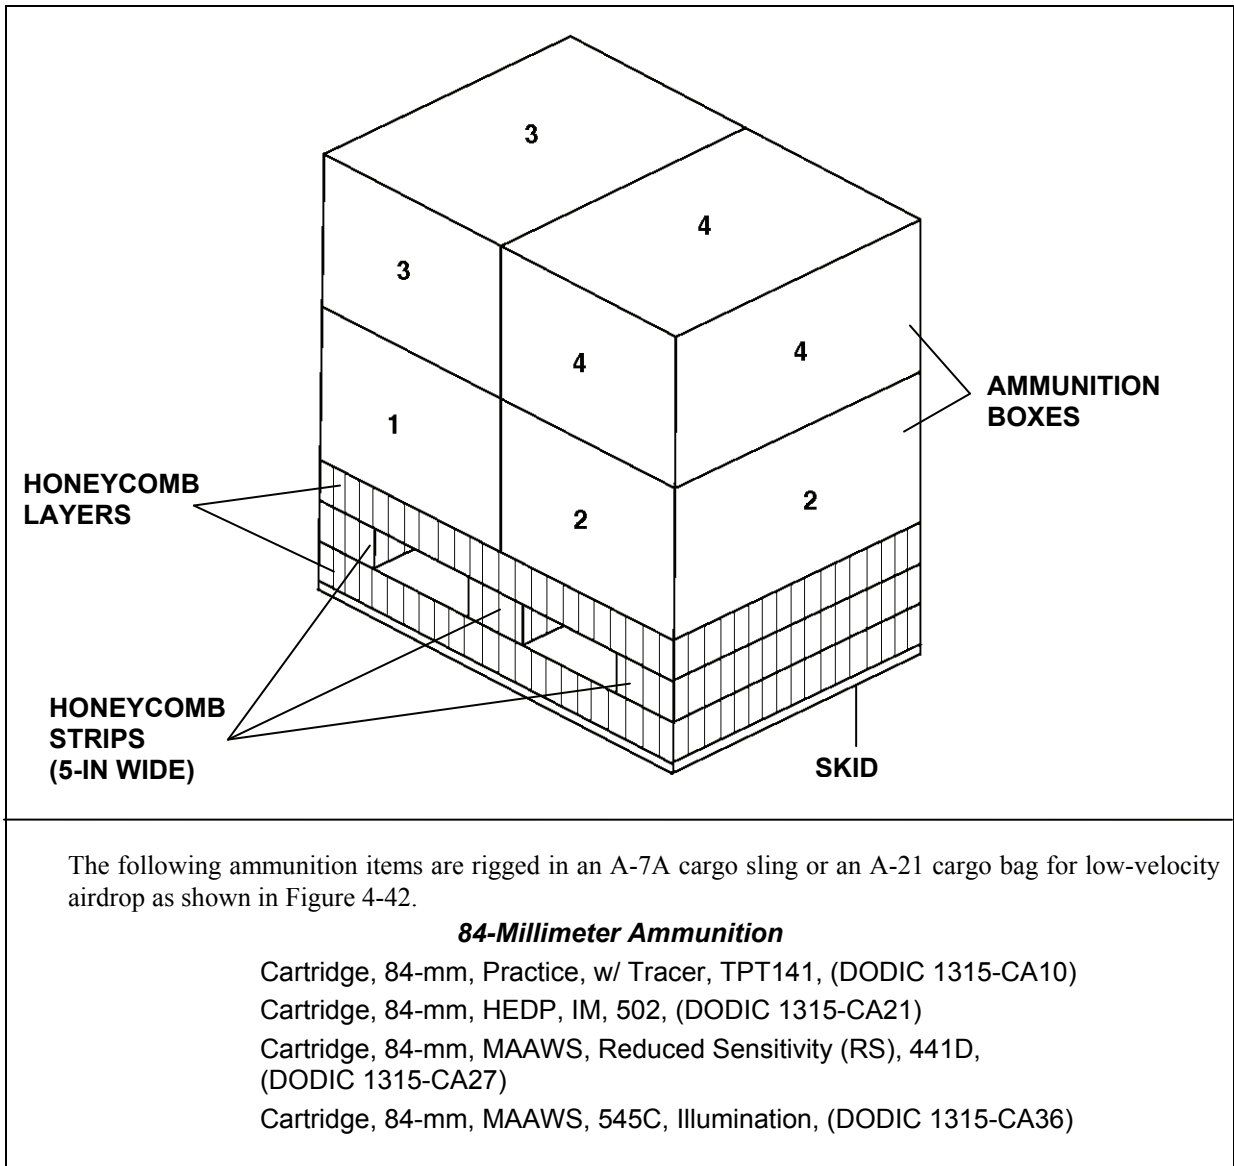 3
4
3
4
4
AMMUNITION
BOXES
1
HONEYCOMB
LAYERS
2
2
HONEYCOMB
STRIPS
(5-IN WIDE)
SKID
The following ammunition items are rigged in an A-7A cargo sling or an A-21 cargo bag for low-velocity
airdrop as shown in Figure 4-42.
84-Millimeter Ammunition
Cartridge, 84-mm, Practice, w/ Tracer, TPT141, (DODIC 1315-CA10)
Cartridge, 84-mm, HEDP, IM, 502, (DODIC 1315-CA21)
Cartridge, 84-mm, MAAWS, Reduced Sensitivity (RS), 441D,
(DODIC 1315-CA27)
Cartridge, 84-mm, MAAWS, 545C, Illumination, (DODIC 1315-CA36)